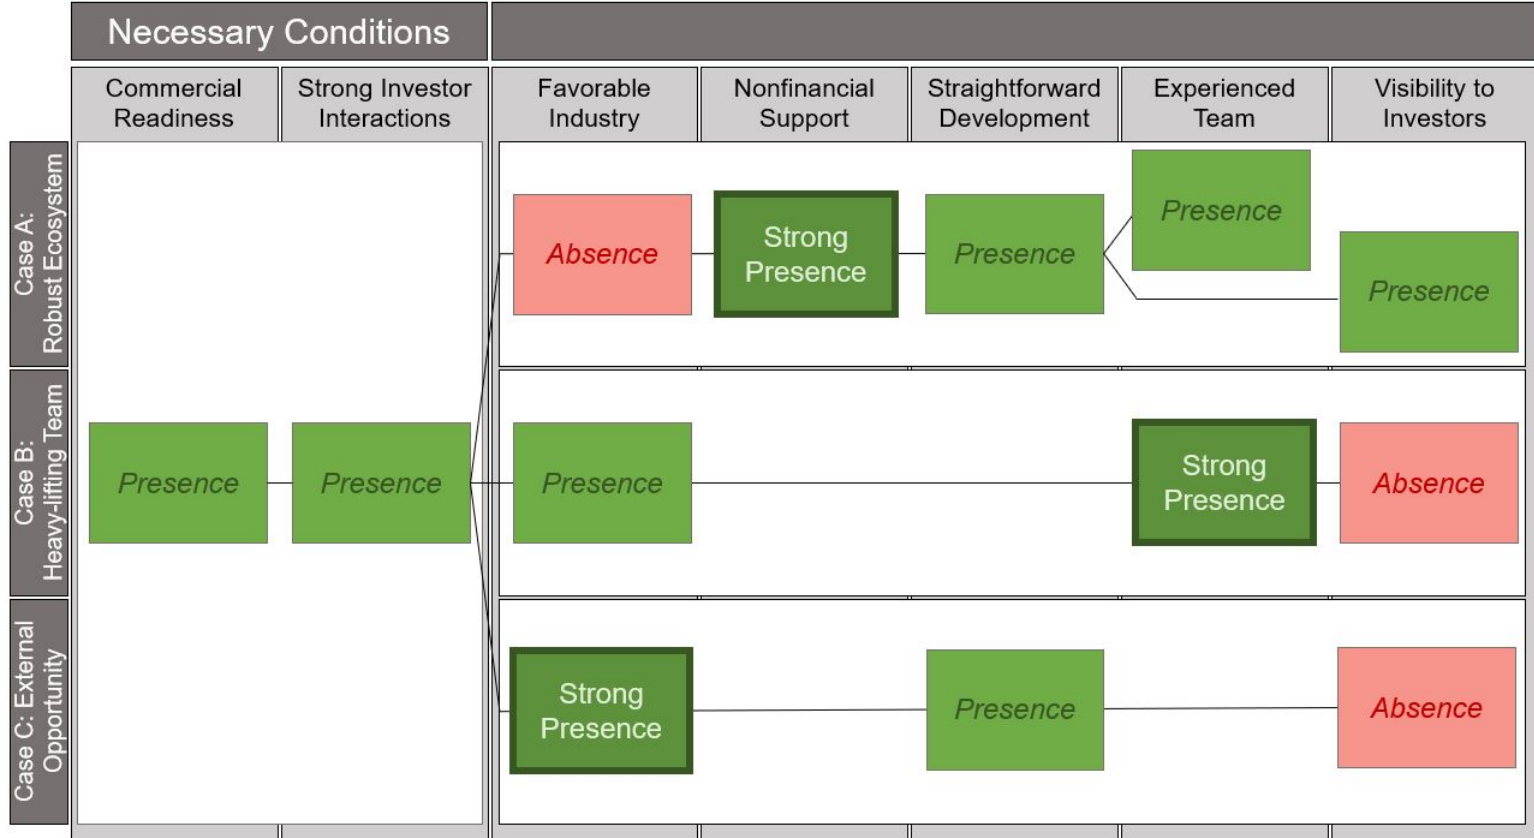 Necessary Conditions
Commercial
Readiness
Strong Investor
Interactions
Favorable
Industry
Nonfinancial
Support
Straightforward
Development
Experienced
Team
Visibility to
Investors
Case A:
Robust Ecosystem
Absence
Strong
Presence
Presence
Presence
Presence
Case B:
Heavy-lifting Team
Presence
Presence
Presence
Strong
Presence
Absence
Case C: External
Opportunity
Strong
Presence
Presence
Absence